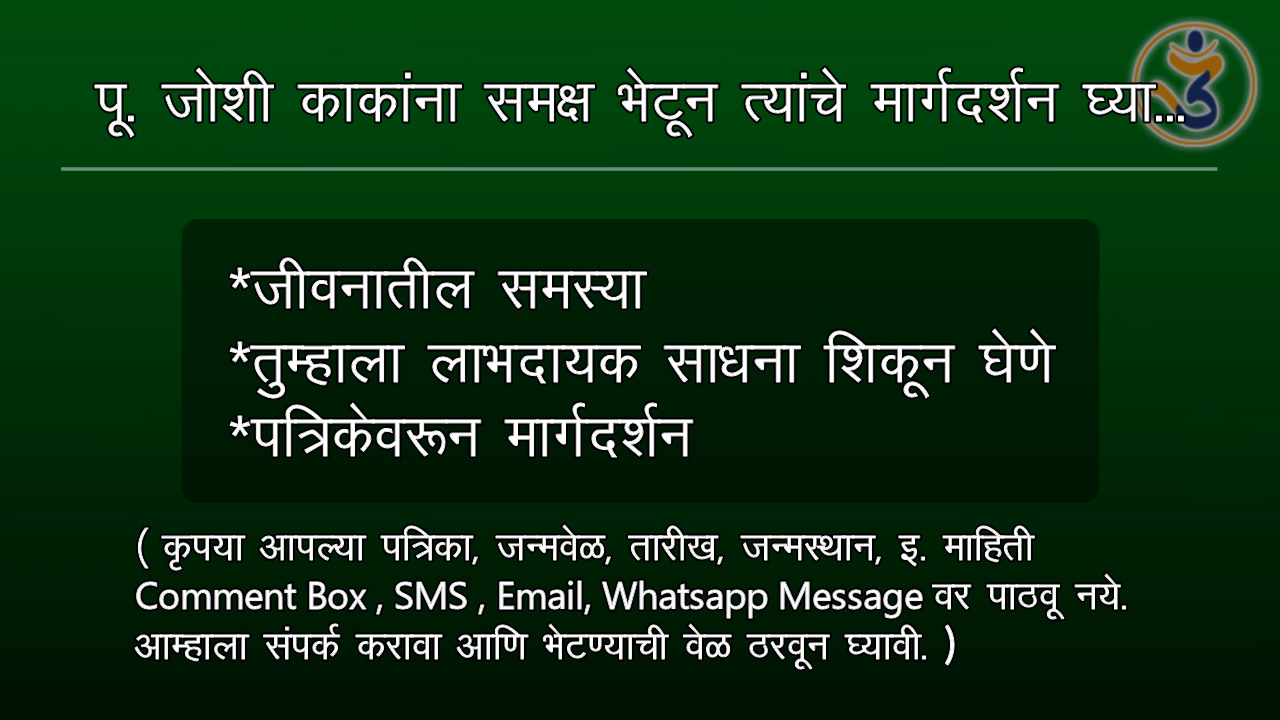 पू. जोशी काकांना समक्ष भेटून त्यांचे मार्गदर्शन घ्या...
*जीवनातील समस्या
*तुम्हाला लाभदायक साधना शिकून घेणे
*पत्रिकेवरून मार्गदर्शन
( कृपया आपल्या पत्रिका, जन्मवेळ, तारीख, जन्मस्थान, इ. माहिती
Comment Box , SMS , Email, Whatsapp Message वर पाठवू नये.
आम्हाला संपर्क करावा आणि भेटण्याची वेळ ठरवून घ्यावी. )